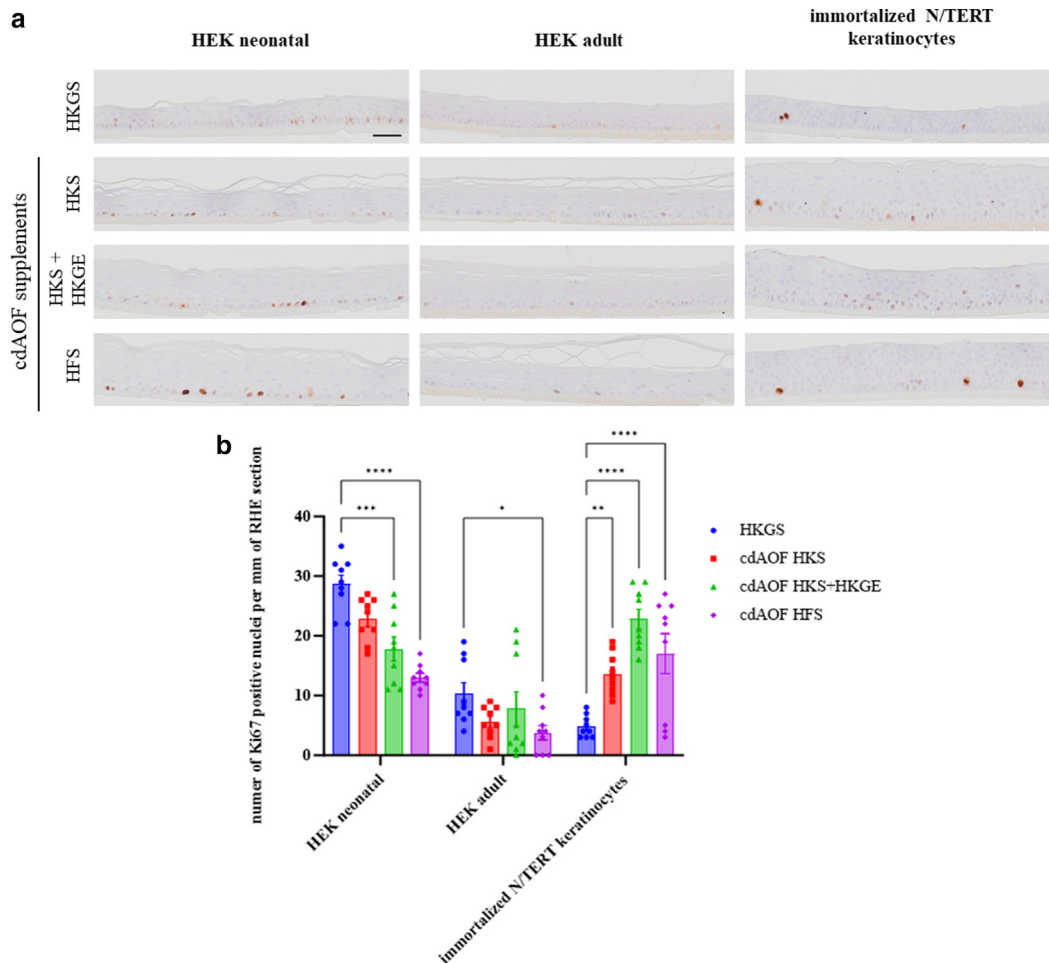 a
HEK neonatal
HEK adult
immortalized N/TERT
keratinocytes
HKGS
cdAOF supplements
HKS
HKS +
HKGE
HFS
b
numer of Ki67 positive nuclei per mm of RHE section
40
30
20
10
0
***
****
*
**
****
****
HEK neonatal
HEK adult
immortalized N/TERT keratinocytes
HKGS
cdAOF HKS
cdAOF HKS+HKGE
cdAOF HFS